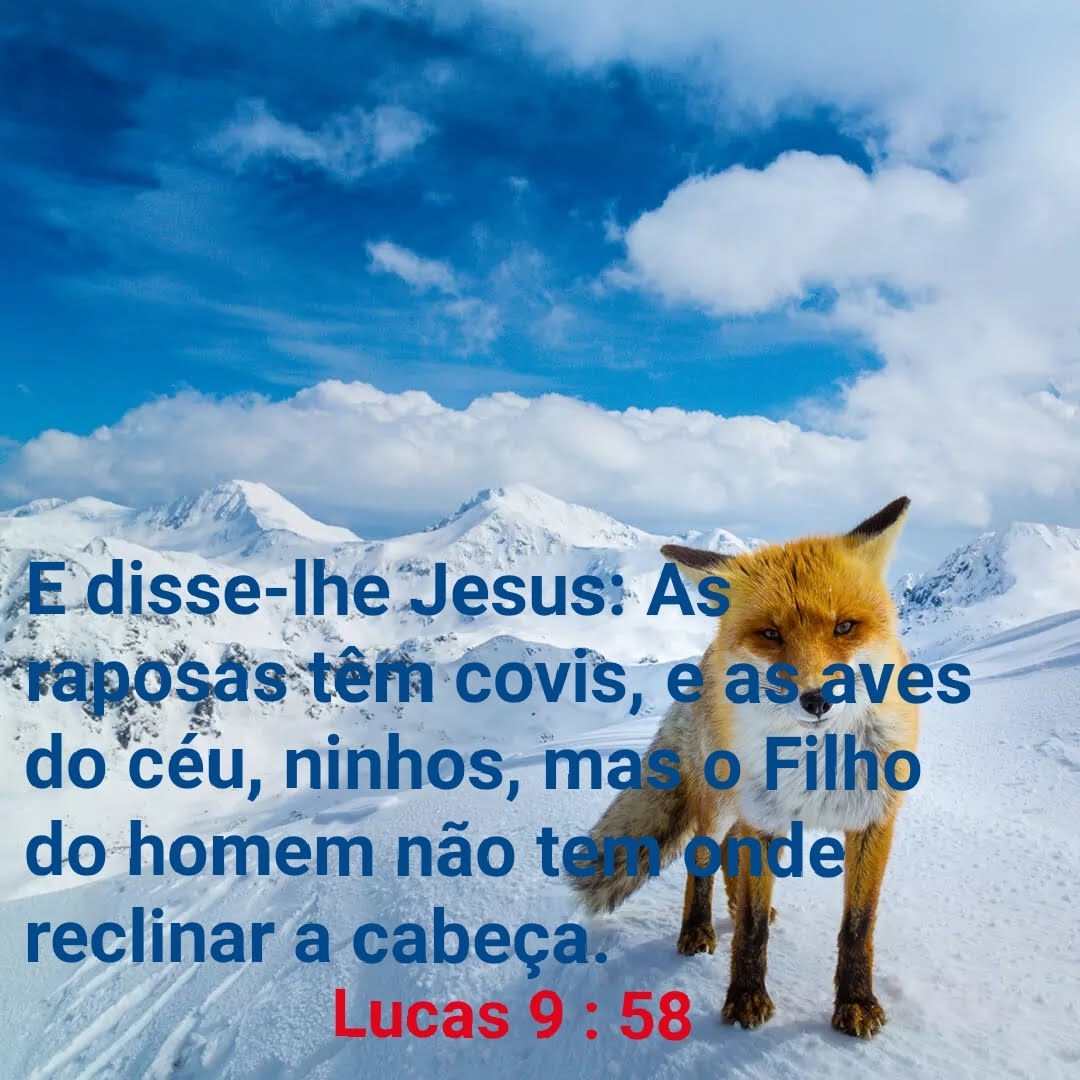 E disse-lhe Jesus: As
raposas têm covis, e as aves
do céu, ninhos, mas o Filho
do homem não tem onde
reclinar a cabeça.
Lucas 9 : 58